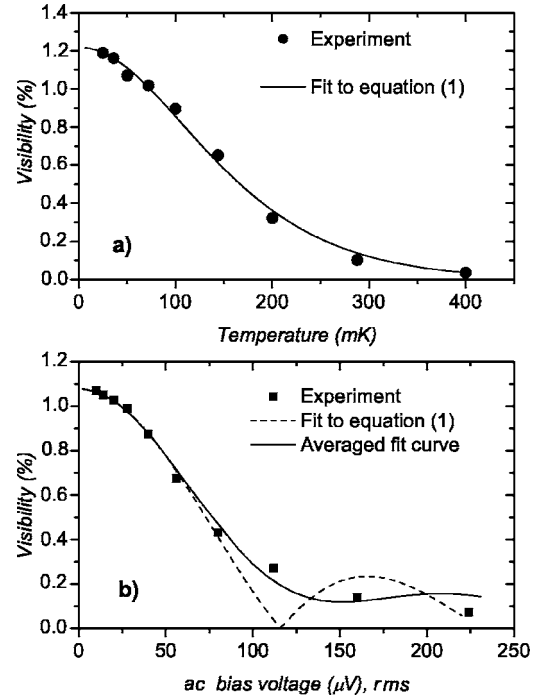 1.4
1.2
1.0
0.8
0.6
0.4
0.2
0.0
Visibility (%)
Experiment
Fit to equation (1)
a)
0 100 200 300 400
Temperature (mK)
1.2
1.0
0.8
0.6
0.4
0.2
0.0
Visibility (%)
Experiment
Fit to equation (1)
Averaged fit curve
b)
0 50 100 150 200 250
ac bias voltage (μV), rms